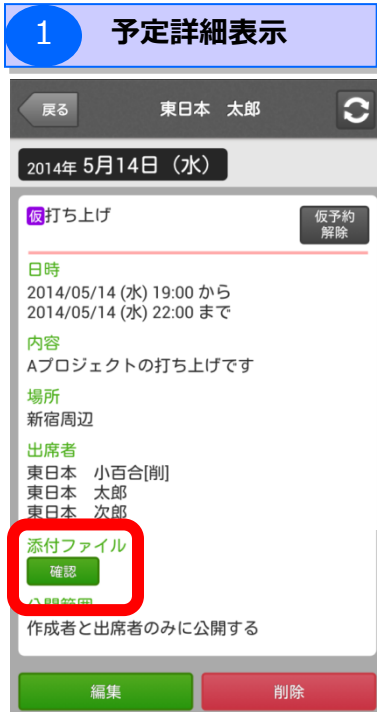 1 予定詳細表示
戻る 東日本 太郎
2014年 5月14日（水）
仮打ち上げ
仮予約
解除
日時
2014/05/14 (水) 19:00 から
2014/05/14 (水) 22:00 まで
内容
Aプロジェクトの打ち上げです
場所
新宿周辺
出席者
東日本 小百合[削]
東日本 太郎
東日本 次郎
添付ファイル
確認
公開範囲
作成者と出席者のみに公開する
編集 削除